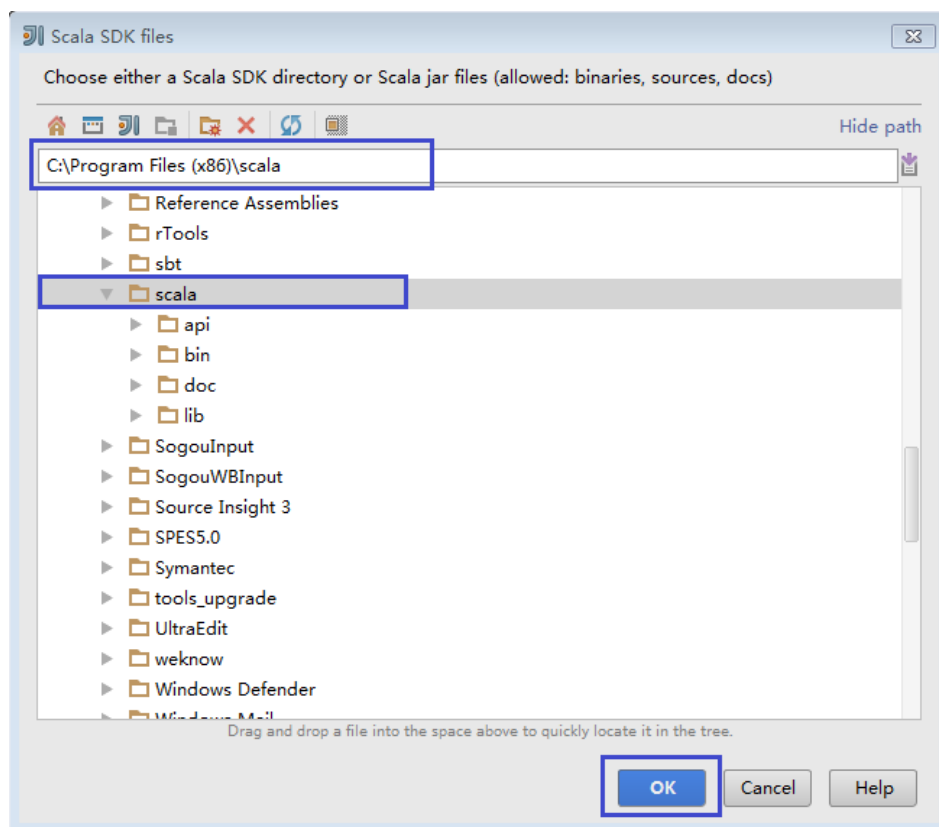 Scala SDK files
Choose either a Scala SDK directory or Scala jar files (allowed: binaries, sources, docs)
Hide path
C:\Program Files (x86)\scala
Reference Assemblies
rTools
sbt
scala
api
bin
doc
lib
SogouInput
SogouWBInput
Source Insight 3
SPES5.0
Symantec
tools_upgrade
UltraEdit
weknow
Windows Defender
Windows Mail
Drag and drop a file into the space above to quickly locate it in the tree.
OK Cancel Help